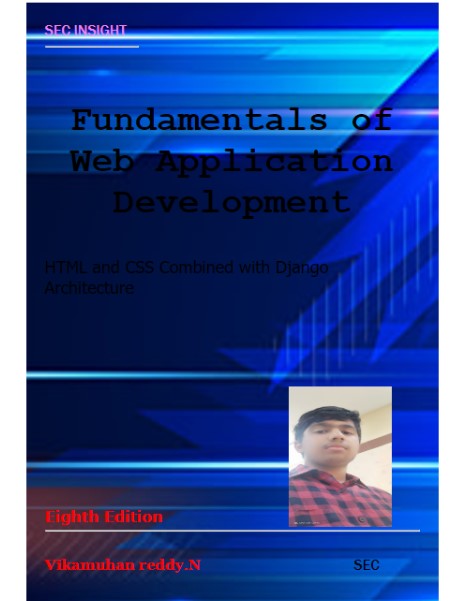 SEC INSIGHT
Fundamentals of
Web Application
Development
HTML and CSS Combined with Django
Architecture
Eighth Edition
Vikamuhan reddy.N
SEC